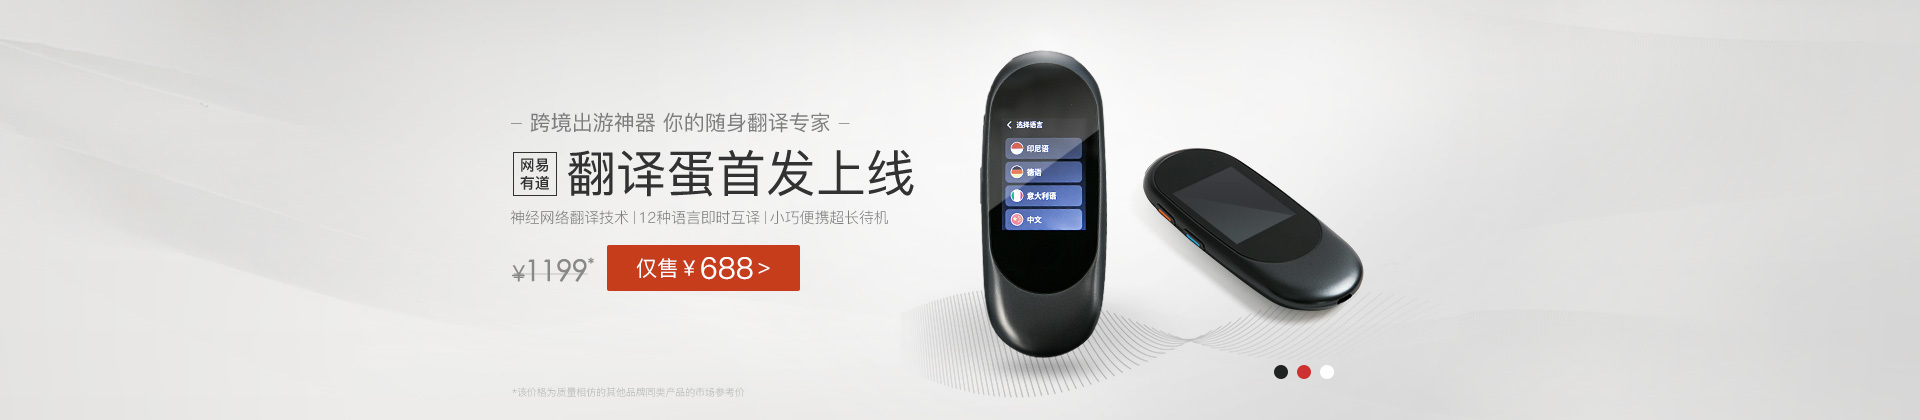 — 跨境出游神器 你的随身翻译专家 —
网易
有道
翻译蛋首发上线
神经网络翻译技术 | 12种语言即时互译 | 小巧便携超长待机
¥1199*
仅售 ¥ 688 >
*该价格为质量相仿的其他品牌同类产品的市场参考价
< 选择语言
印尼语
德语
意大利语
中文